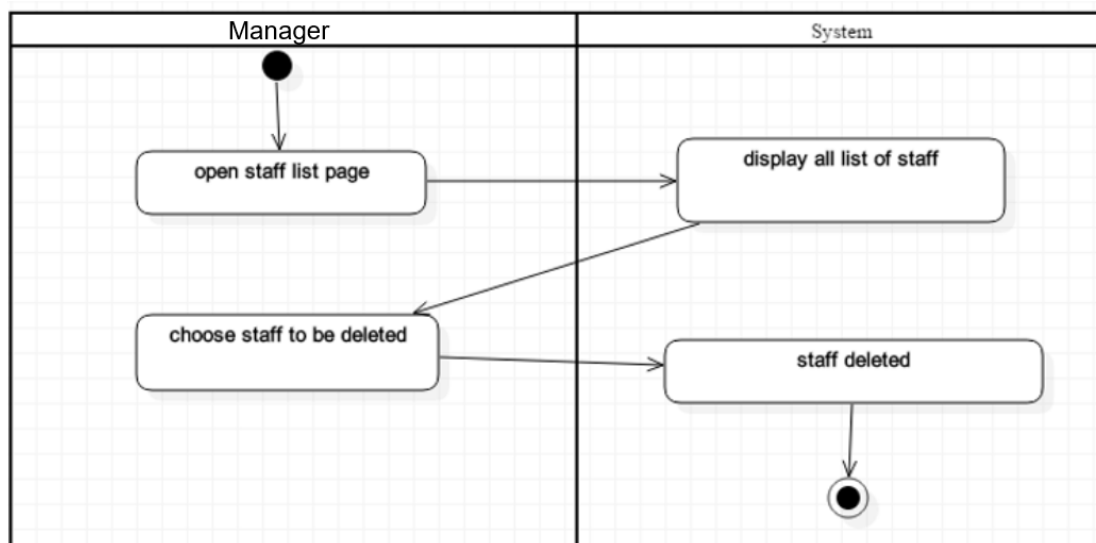 Manager
System
open staff list page
display all list of staff
choose staff to be deleted
staff deleted